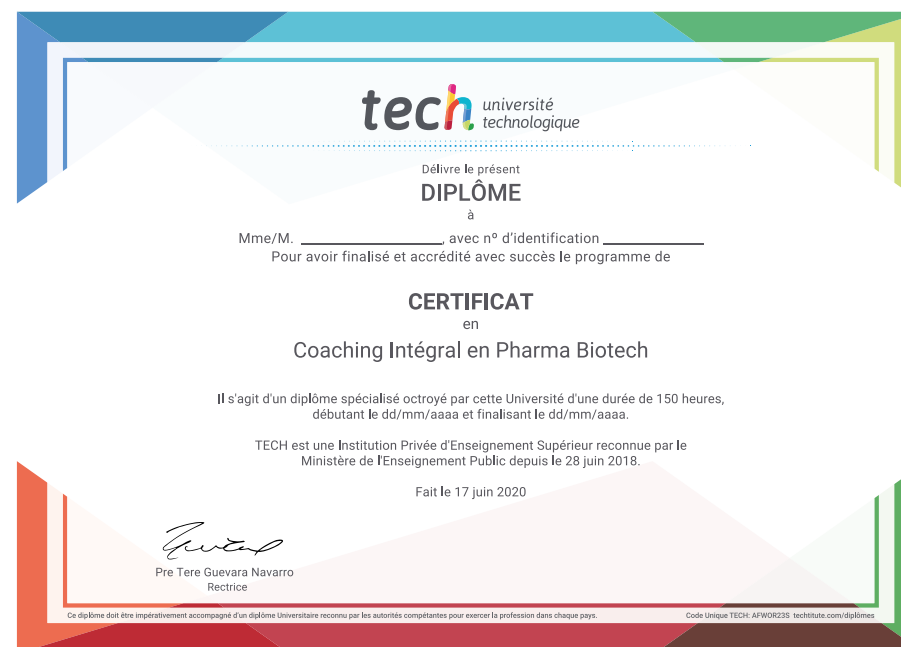 tech université
technologique
Délivre le présent
DIPLÔME
à
Mme/M. ____________________, avec nº d'identification ______________
Pour avoir finalisé et accrédité avec succès le programme de
CERTIFICAT
en
Coaching Intégral en Pharma Biotech
Il s'agit d'un diplôme spécialisé octroyé par cette Université d'une durée de 150 heures,
débutant le dd/mm/aaaa et finalisant le dd/mm/aaaa.
TECH est une Institution Privée d'Enseignement Supérieur reconnue par le
Ministère de l'Enseignement Public depuis le 28 juin 2018.
Fait le 17 juin 2020
Pre Tere Guevara Navarro
Rectrice
Ce diplôme doit être impérativement accompagné d'un diplôme Universitaire reconnu par les autorités compétantes pour exercer la profession dans chaque pays.
Code Unique TECH: AFWOR23S techtitute.com/diplômes